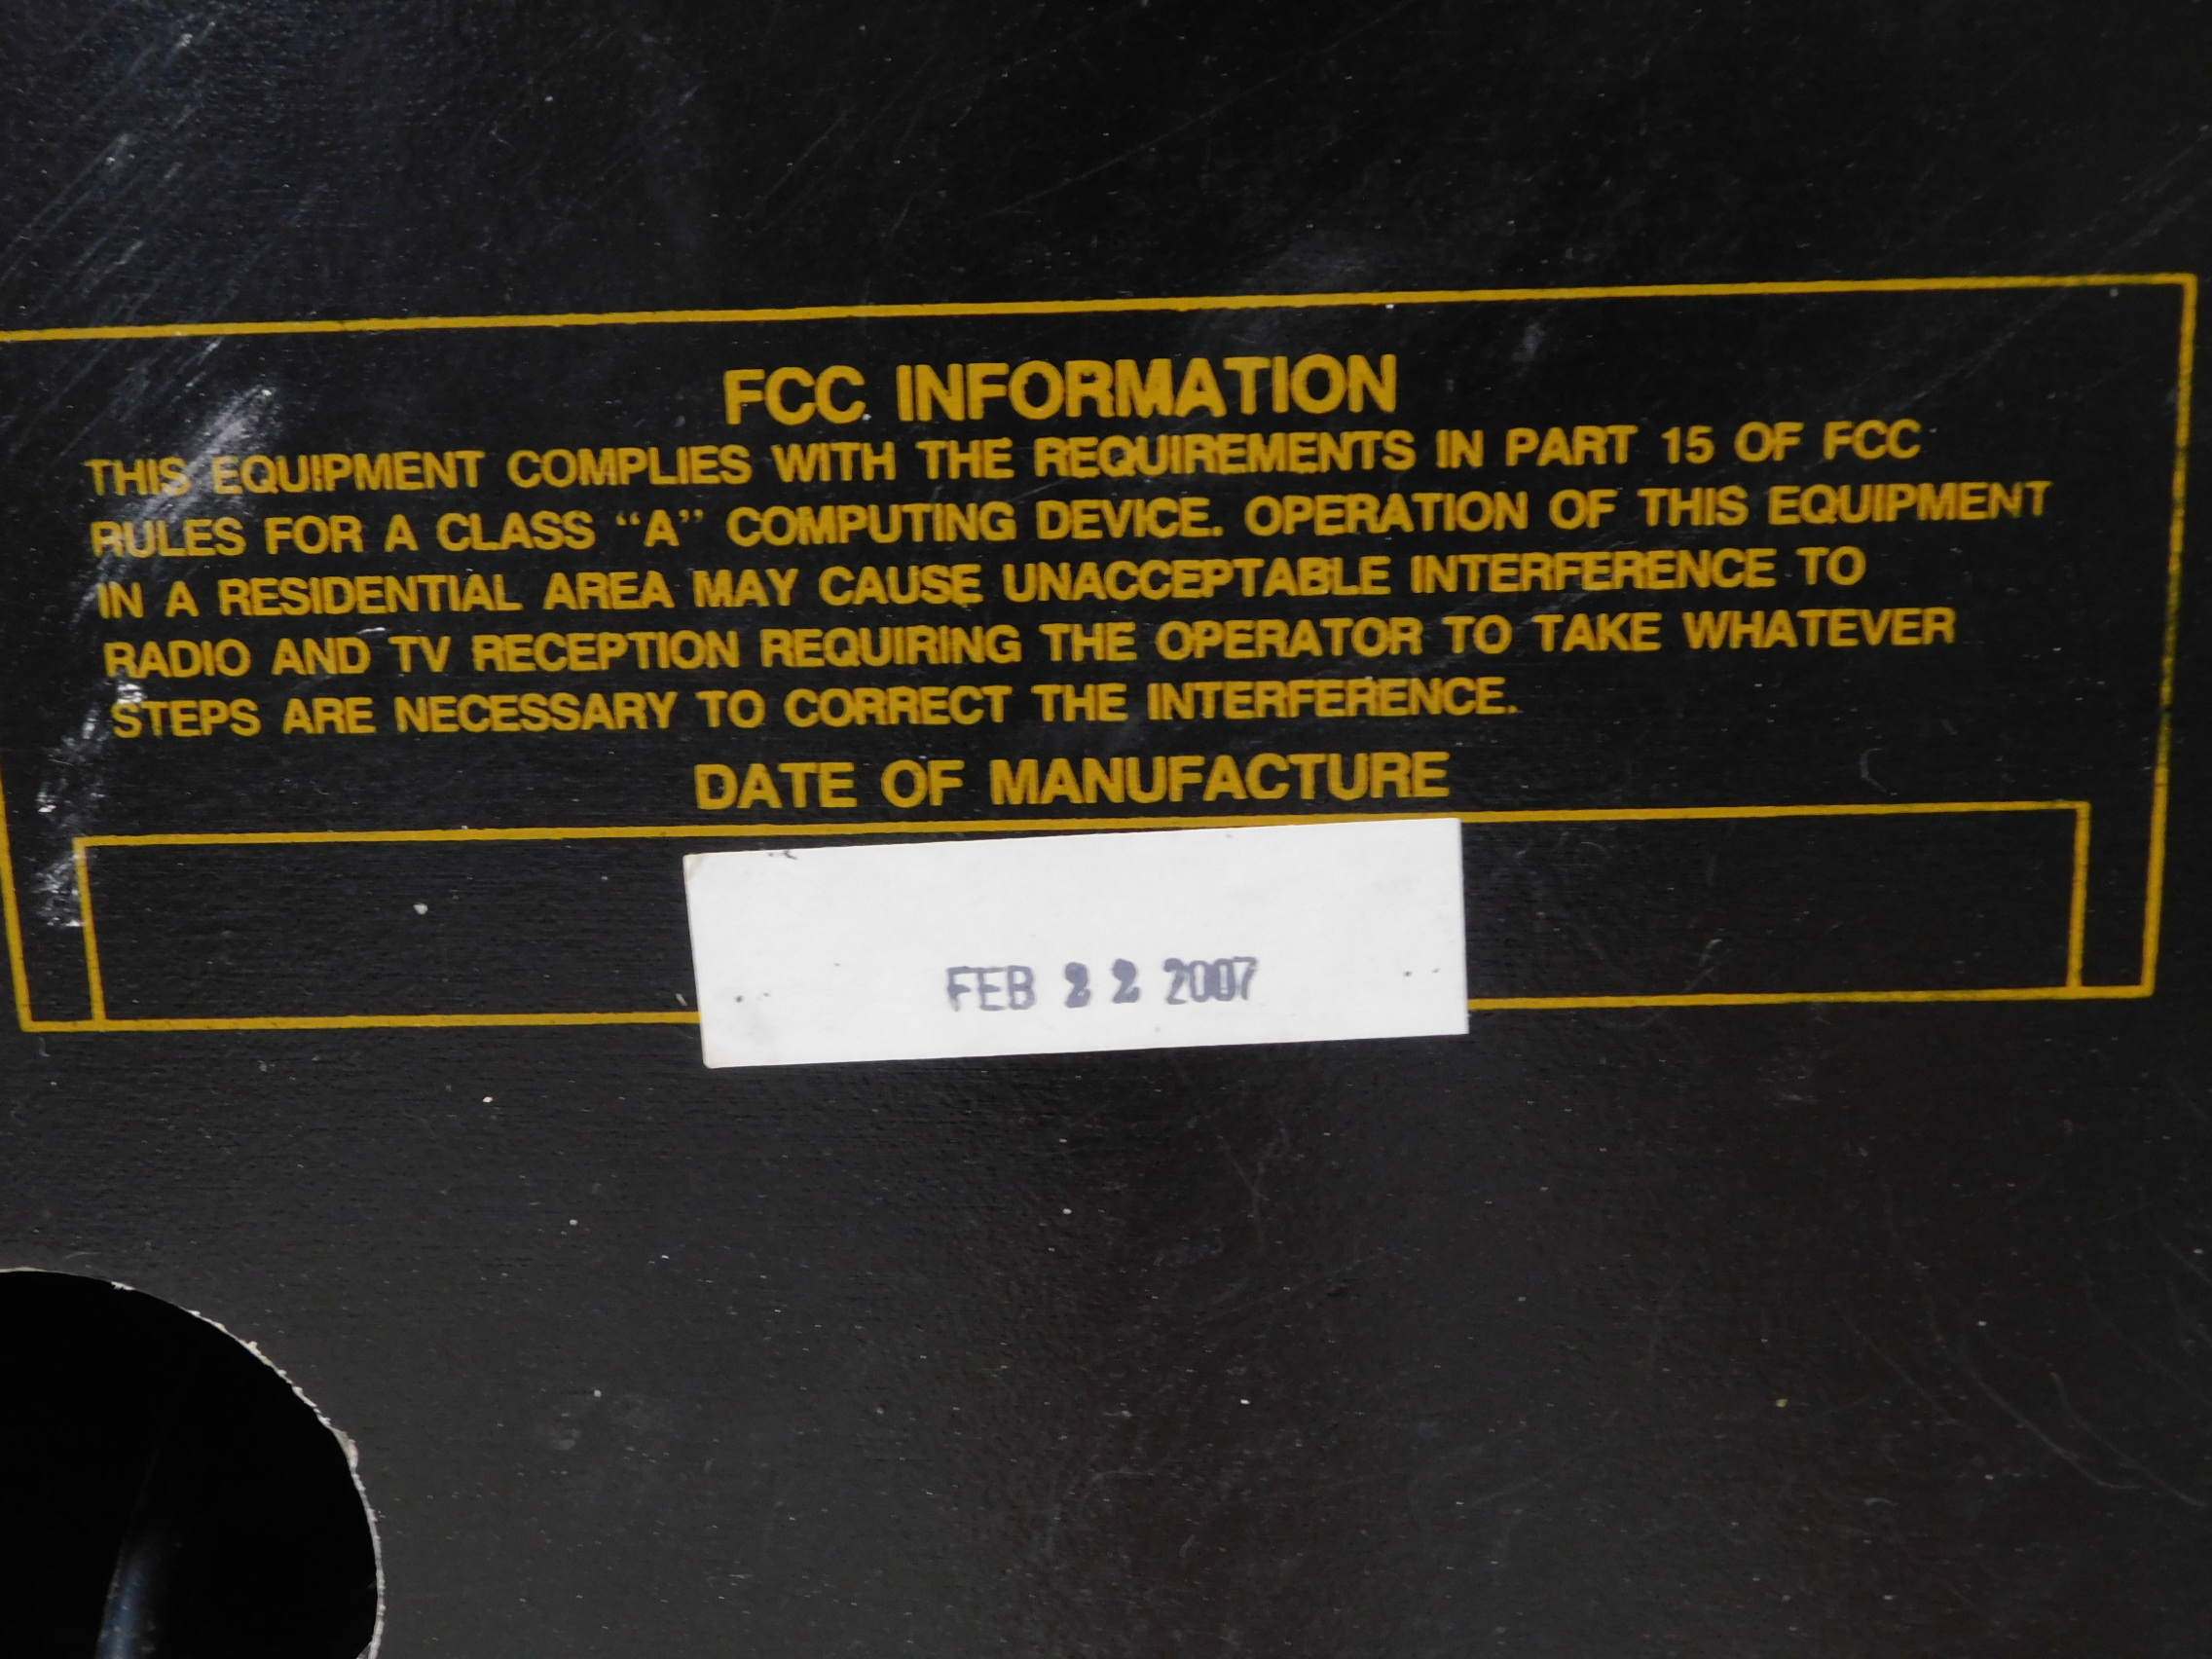 FCC INFORMATION
THIS EQUIPMENT COMPLIES WITH THE REQUIREMENTS IN PART 15 OF FCC
RULES FOR A CLASS “A” COMPUTING DEVICE. OPERATION OF THIS EQUIPMENT
IN A RESIDENTIAL AREA MAY CAUSE UNACCEPTABLE INTERFERENCE TO
RADIO AND TV RECEPTION REQUIRING THE OPERATOR TO TAKE WHATEVER
STEPS ARE NECESSARY TO CORRECT THE INTERFERENCE.
DATE OF MANUFACTURE
FEB 22 2007